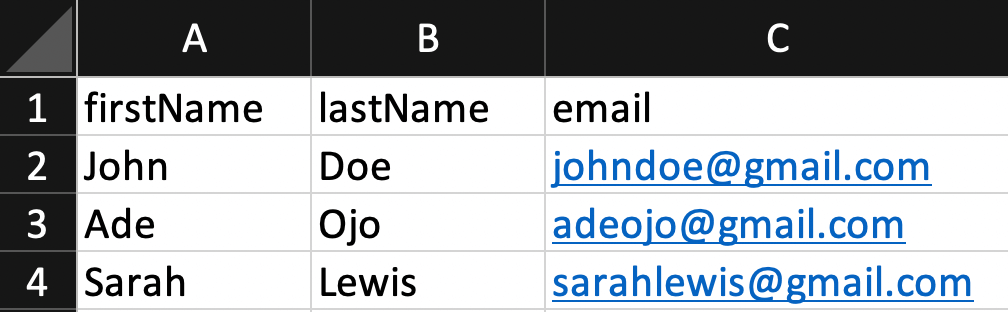 A B C
1 firstName lastName email
2 John Doe johndoe@gmail.com
3 Ade Ojo adeojo@gmail.com
4 Sarah Lewis sarahlewis@gmail.com